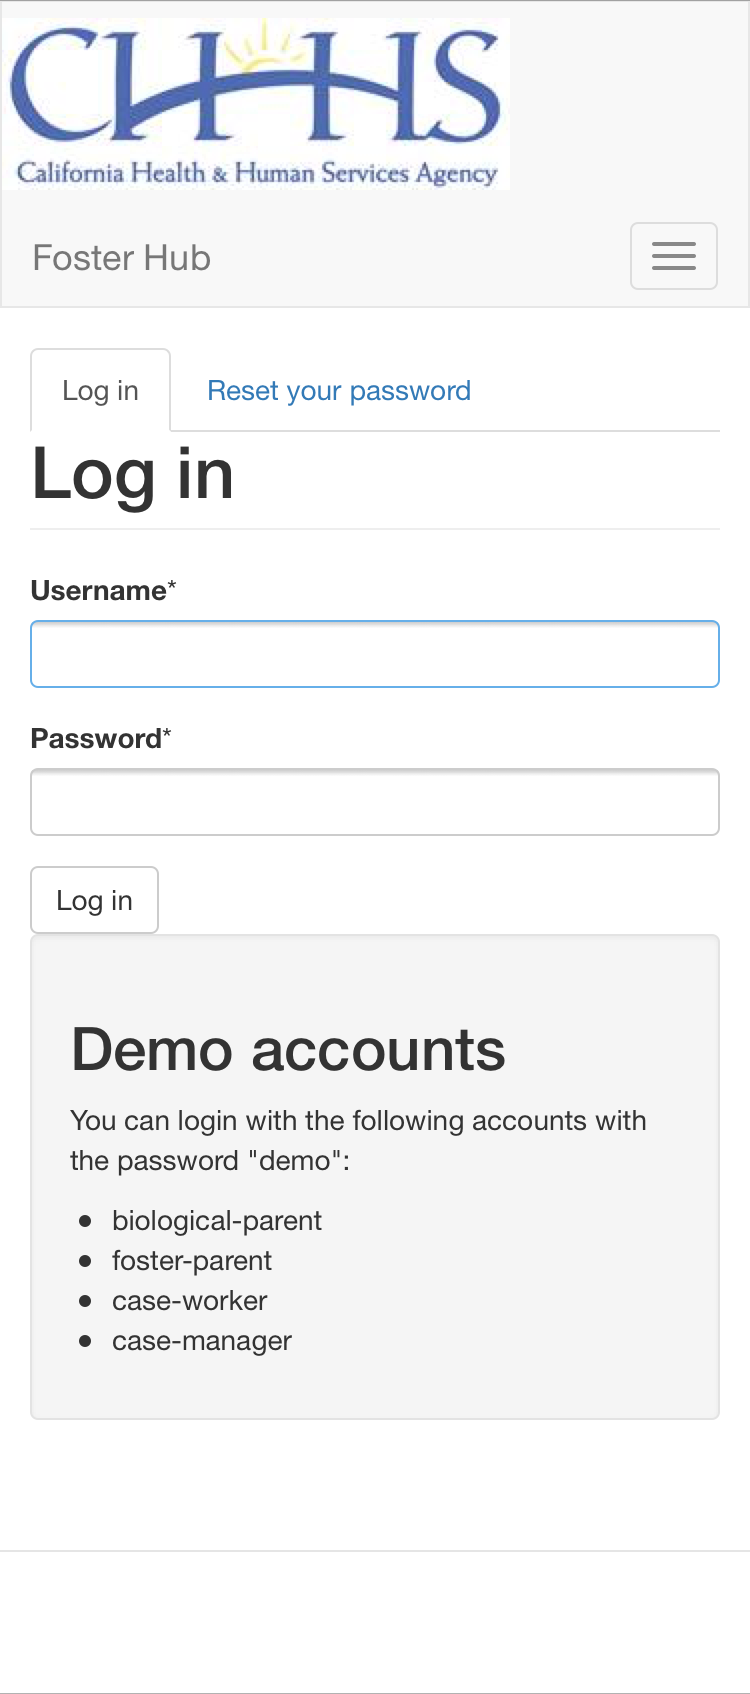 CHHS
California Health & Human Services Agency
Foster Hub
Log in
Reset your password
Log in
Username*
Password*
Log in
Demo accounts
You can login with the following accounts with
the password "demo":
biological-parent
foster-parent
case-worker
case-manager